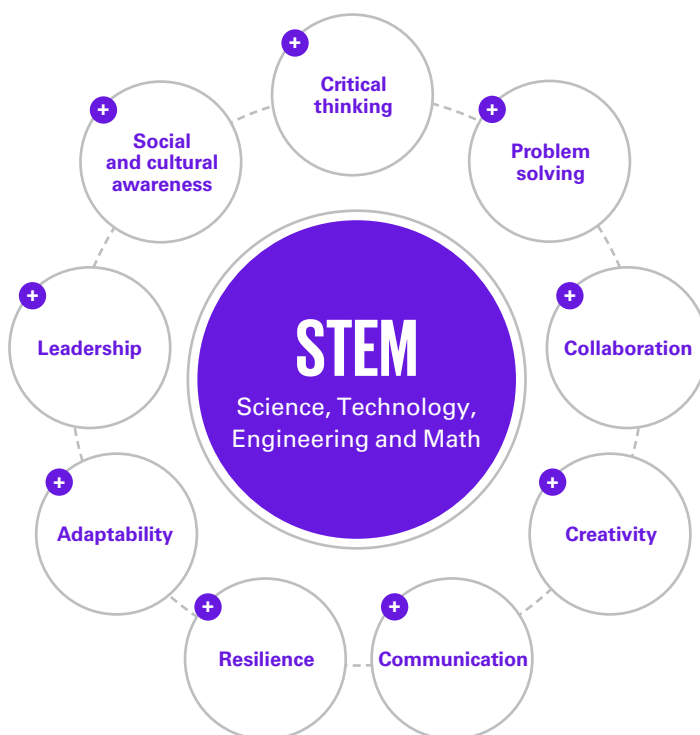 +
Critical
thinking
+
Problem
solving
+
Collaboration
+
Creativity
+
Communication
+
Resilience
+
Adaptability
+
Leadership
+
Social
and cultural
awareness
STEM
Science, Technology,
Engineering and Math